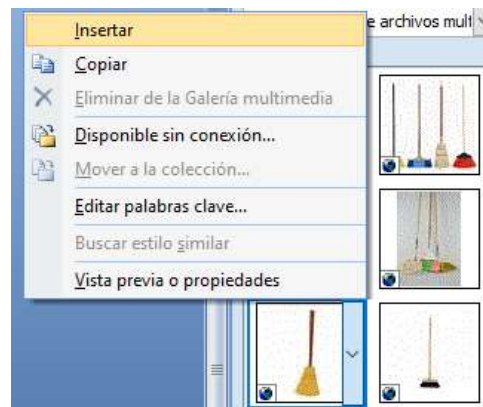 Insertar
e archivos mult
Copiar
Eliminar de la Galería multimedia
Disponible sin conexión...
Mover a la colección...
Editar palabras clave...
Buscar estilo similar
Vista previa o propiedades